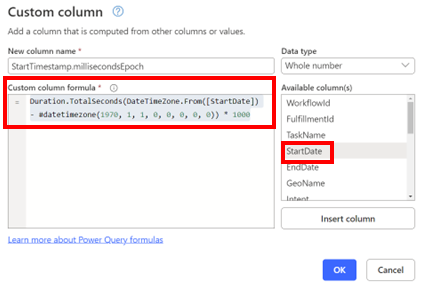 Custom column
Add a column that is computed from other columns or values.
New column name *
Data type
StartTimestamp.millisecondsEpoch
Whole number
Custom column formula *
Available column(s)
= Duration.TotalSeconds(DateTimeZone.From([StartDate])
- #datetimezone(1970, 1, 1, 0, 0, 0, 0, 0)) * 1000
WorkflowId
FulfillmentId
TaskName
StartDate
EndDate
GeoName
Intent
Insert column
Learn more about Power Query formulas
OK
Cancel